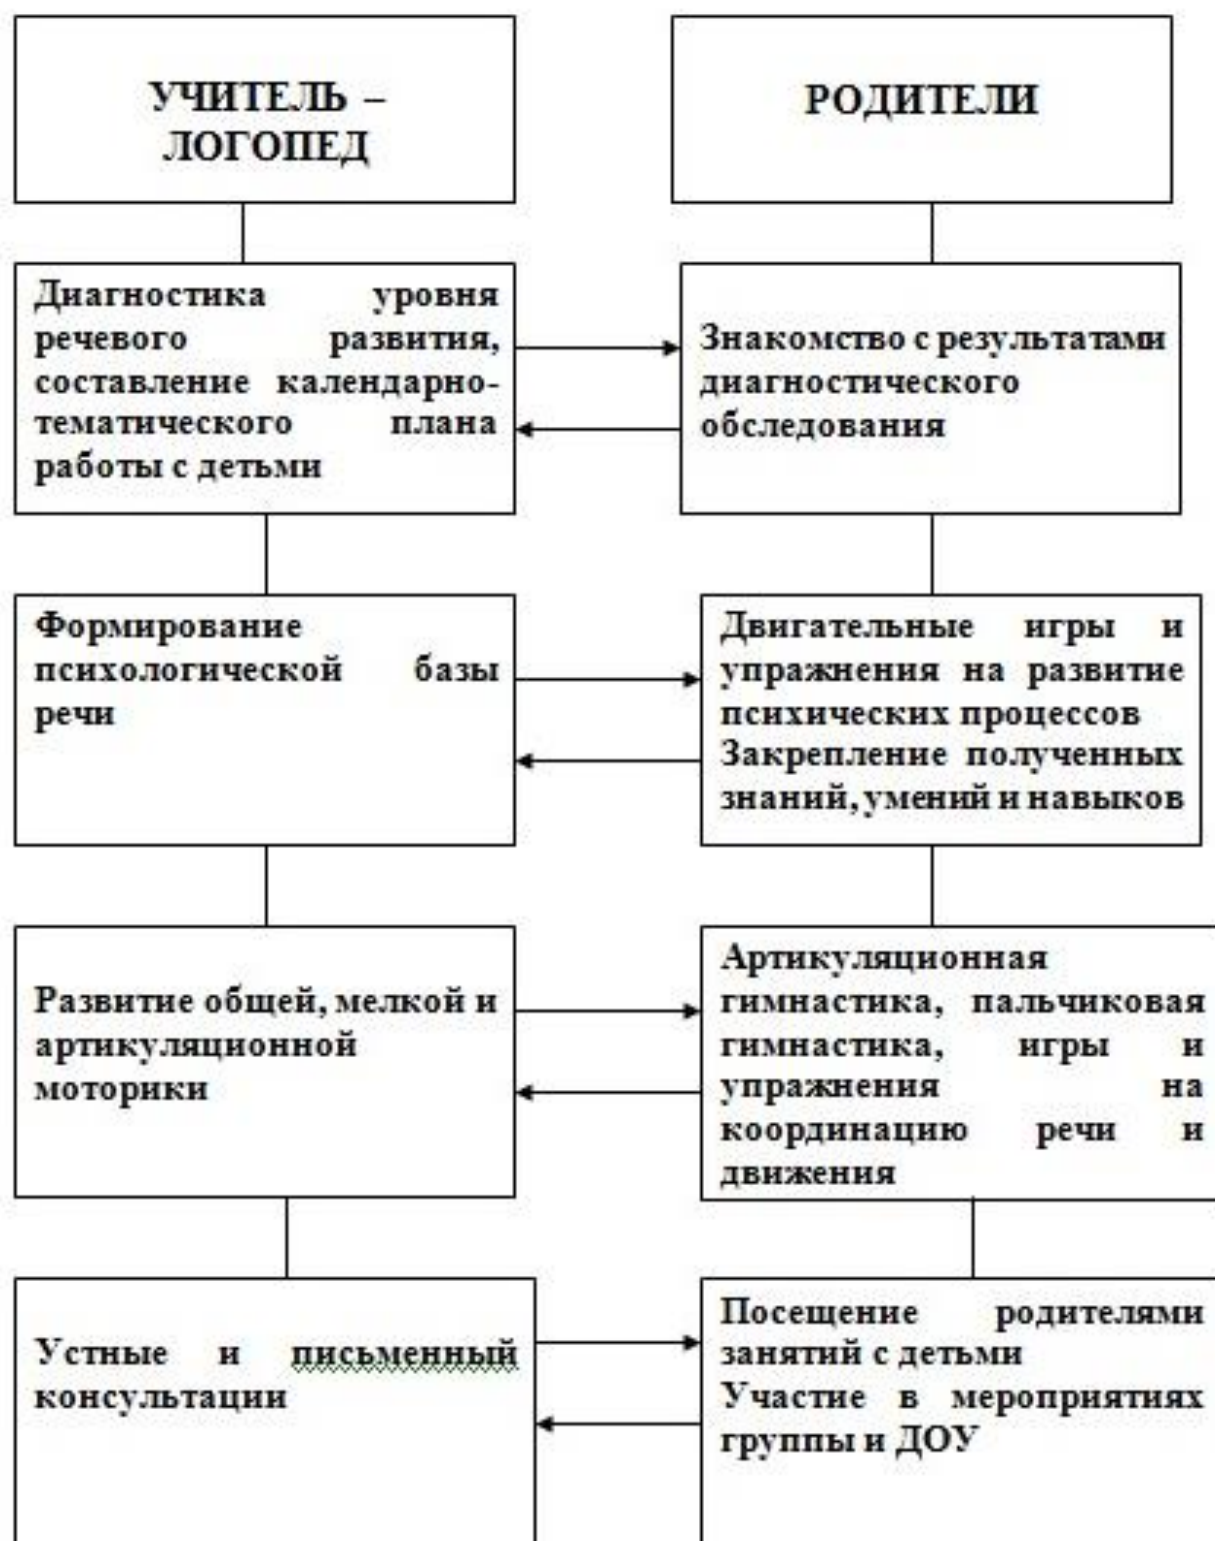 УЧИТЕЛЬ –
ЛОГОПЕД
РОДИТЕЛИ
Диагностика уровня
речевого развития,
составление календарно-
тематического плана
работы с детьми
Знакомство с результатами
диагностического
обследования
Формирование
психологической базы
речи
Двигательные игры и
упражнения на развитие
психических процессов
Закрепление полученных
знаний, умений и навыков
Развитие общей, мелкой и
артикуляционной
моторики
Артикуляционная
гимнастика, пальчиковая
гимнастика, игры и
упражнения на
координацию речи и
движения
Устные и письменный
консультации
Посещение родителями
занятий с детьми
Участие в мероприятиях
группы и ДОУ